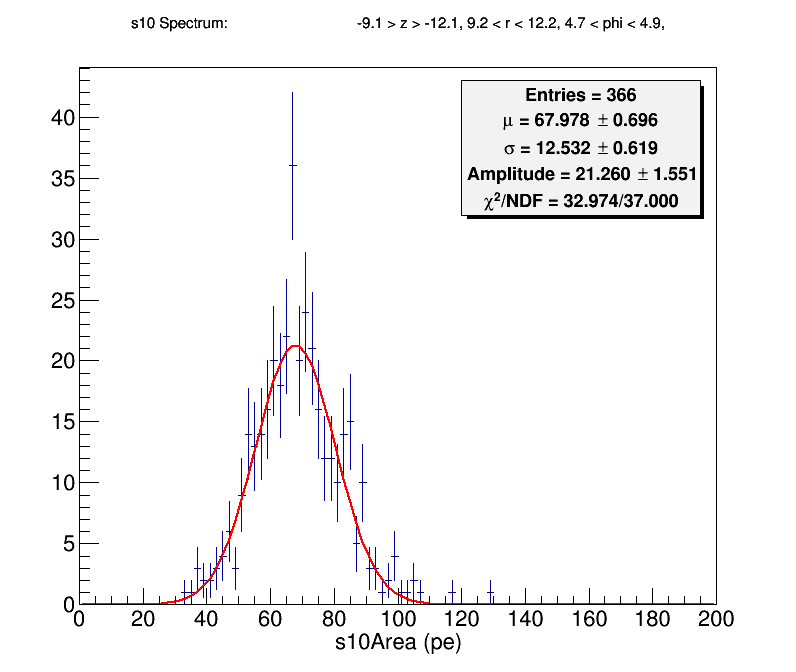 s10 Spectrum: -9.1 > z > -12.1, 9.2 < r < 12.2, 4.7 < phi < 4.9,
Entries = 366
μ = 67.978 ± 0.696
σ = 12.532 ± 0.619
Amplitude = 21.260 ± 1.551
χ²/NDF = 32.974/37.000
40
35
30
25
20
15
10
5
0
0 20 40 60 80 100 120 140 160 180 200
s10Area (pe)